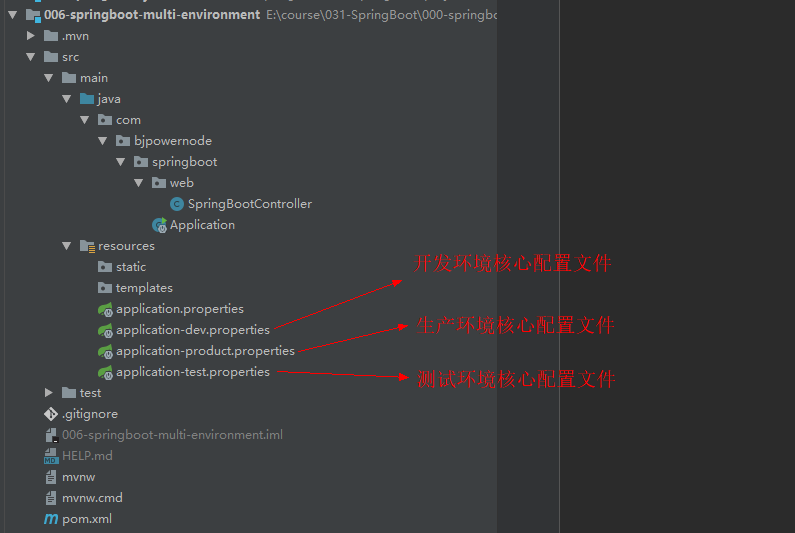 006-springboot-multi-environment E:\course\031-SpringBoot\000-springbo
.mvn
src
main
java
com
bjpowernode
springboot
web
SpringBootController
Application
resources
static
templates
application.properties
application-dev.properties
开发环境核心配置文件
application-product.properties
生产环境核心配置文件
application-test.properties
测试环境核心配置文件
test
.gitignore
006-springboot-multi-environment.iml
HELP.md
mvnw
mvnw.cmd
pom.xml